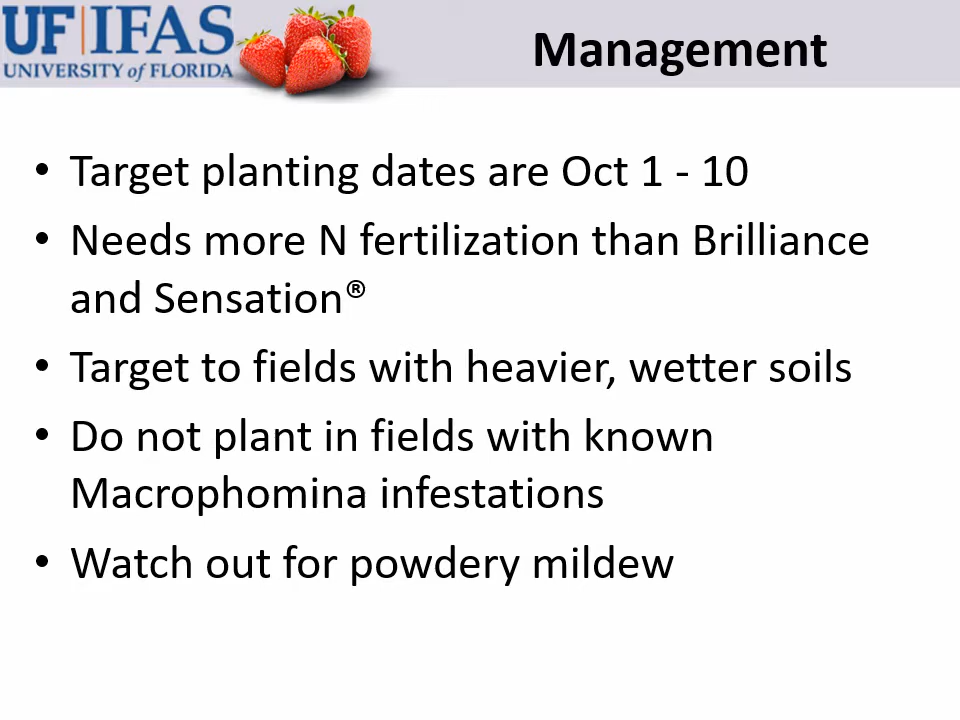 UF|IFAS
UNIVERSITY of FLORIDA
Management
• Target planting dates are Oct 1 - 10
• Needs more N fertilization than Brilliance
and Sensation®
• Target to fields with heavier, wetter soils
• Do not plant in fields with known
Macrophomina infestations
• Watch out for powdery mildew